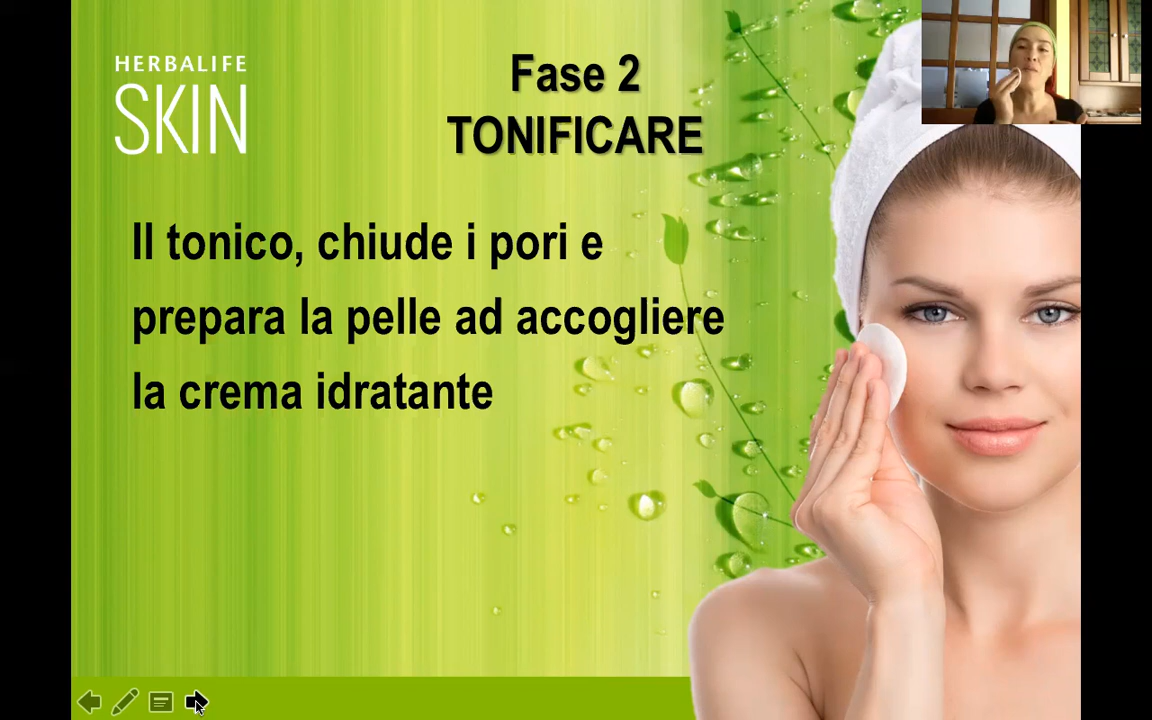 HERBALIFE
SKIN
Fase 2
TONIFICARE
Il tonico, chiude i pori e
prepara la pelle ad accogliere
la crema idratante